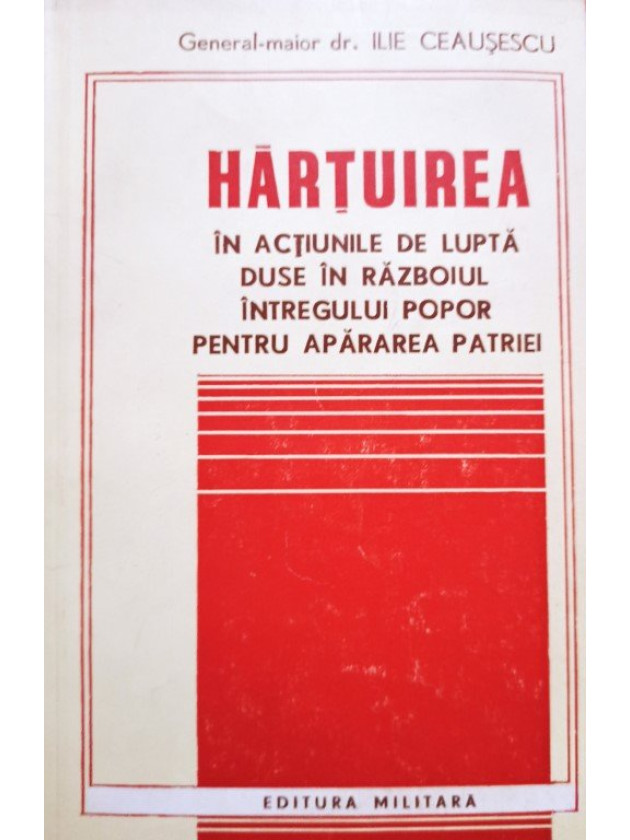 General-maior dr. ILIE CEAUŞESCU
HĂRŢUIREA
ÎN ACŢIUNILE DE LUPTĂ
DUSE ÎN RĂZBOIUL
ÎNTREGULUI POPOR
PENTRU APĂRAREA PATRIEI
EDITURA MILITARĂ